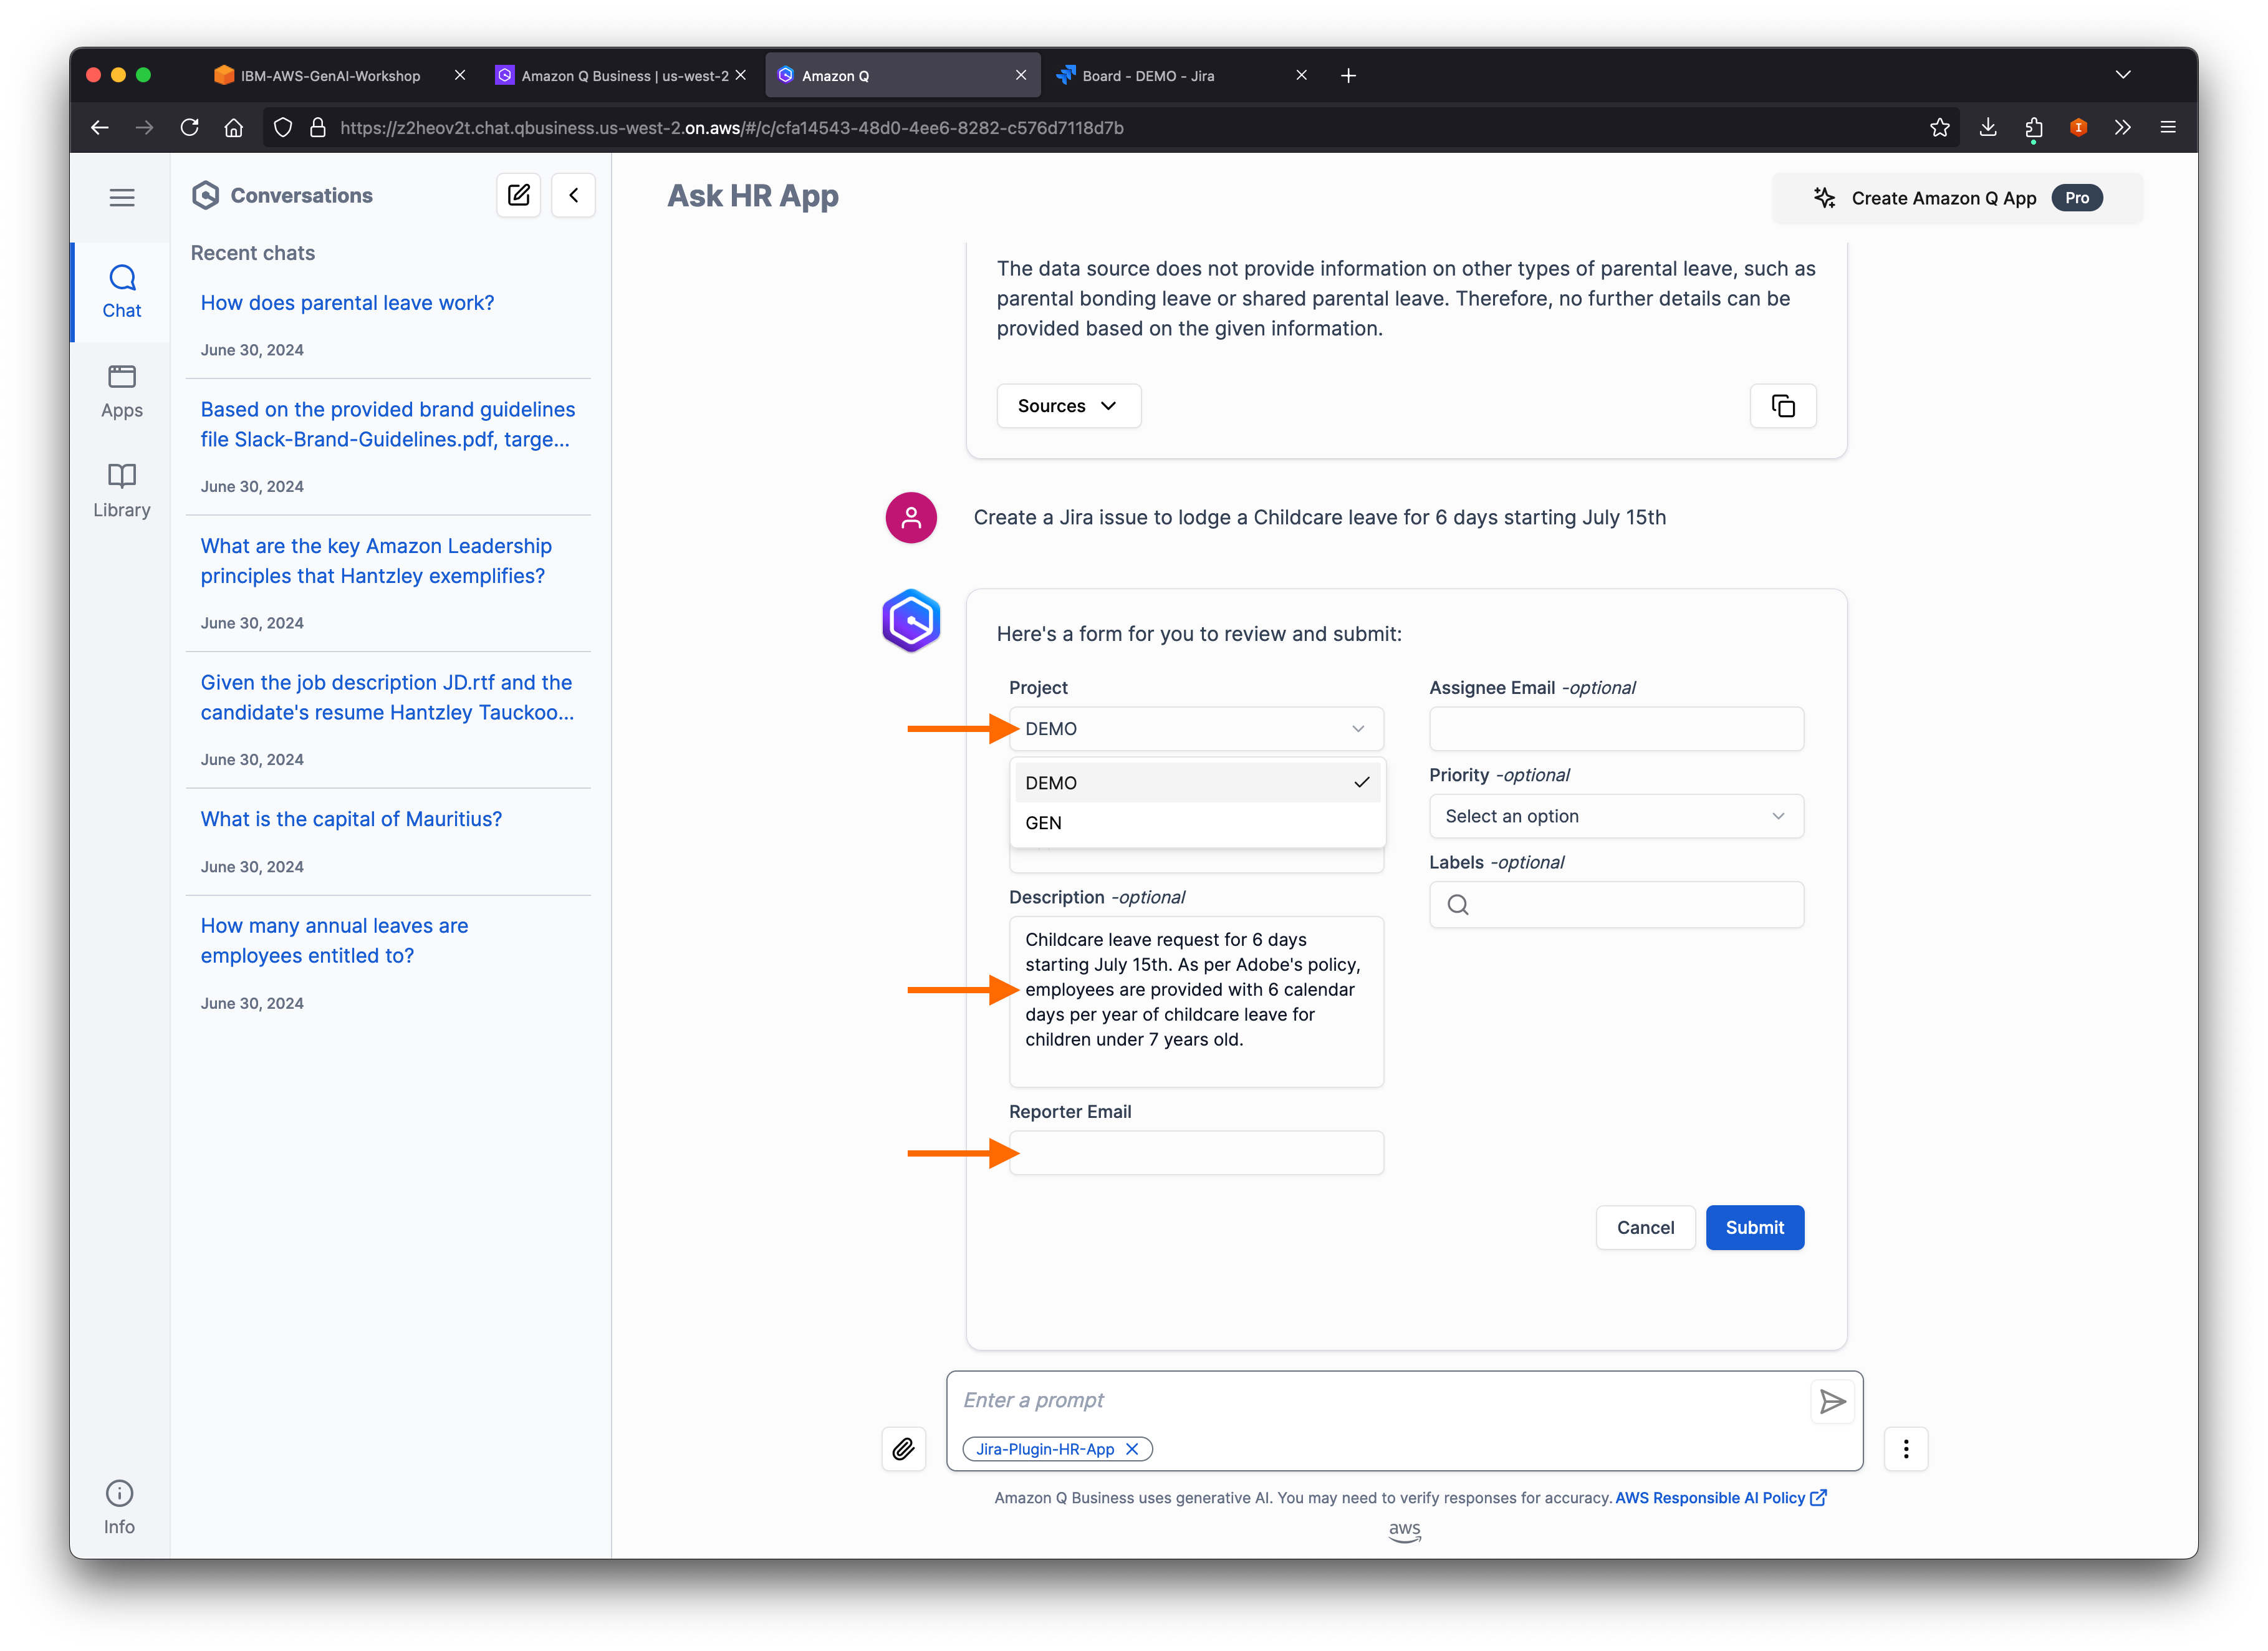 IBM-AWS-GenAI-Workshop
Amazon Q Business | us-west-2
Amazon Q
Board - DEMO - Jira
https://z2heov2t.chat.qbusiness.us-west-2.on.aws/#/c/cfa14543-48d0-4ee6-8282-c576d7118d7b
Chat
Apps
Library
Info
Conversations
Recent chats
How does parental leave work?
June 30, 2024
Based on the provided brand guidelines
file Slack-Brand-Guidelines.pdf, targe...
June 30, 2024
What are the key Amazon Leadership
principles that Hantzley exemplifies?
June 30, 2024
Given the job description JD.rtf and the
candidate's resume Hantzley Tauckoo...
June 30, 2024
What is the capital of Mauritius?
June 30, 2024
How many annual leaves are
employees entitled to?
June 30, 2024
Ask HR App
Create Amazon Q App Pro
The data source does not provide information on other types of parental leave, such as
parental bonding leave or shared parental leave. Therefore, no further details can be
provided based on the given information.
Sources
Create a Jira issue to lodge a Childcare leave for 6 days starting July 15th
Here's a form for you to review and submit:
Project
DEMO
DEMO
GEN
Description -optional
Childcare leave request for 6 days
starting July 15th. As per Adobe's policy,
employees are provided with 6 calendar
days per year of childcare leave for
children under 7 years old.
Reporter Email
Assignee Email -optional
Priority -optional
Select an option
Labels -optional
Cancel
Submit
Enter a prompt
Jira-Plugin-HR-App
Amazon Q Business uses generative AI. You may need to verify responses for accuracy. AWS Responsible AI Policy
aws